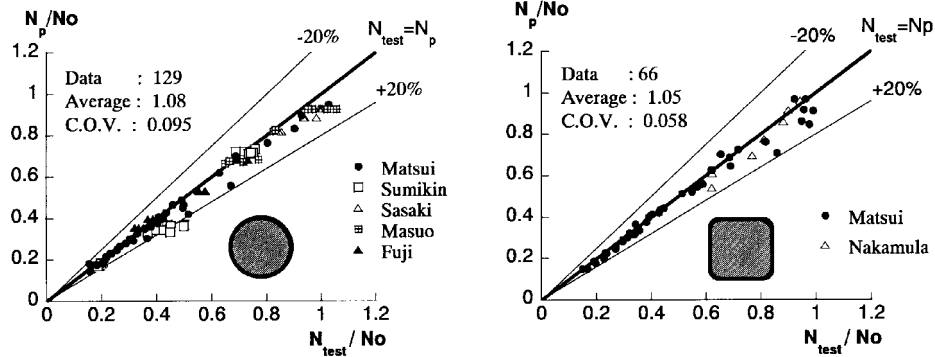 Np/No
1.2
1
0.8
0.6
0.4
0.2
0
0 0.2 0.4 0.6 0.8 1 1.2
Ntest/ No
-20%
Ntest=Np
+20%
Data : 129
Average : 1.08
C.O.V. : 0.095
Matsui
Sumikin
Sasaki
Masuo
Fuji
Np/No
1.2
1
0.8
0.6
0.4
0.2
0
0 0.2 0.4 0.6 0.8 1 1.2
Ntest/ No
-20%
Ntest=Np
+20%
Data : 66
Average : 1.05
C.O.V. : 0.058
Matsui
Nakamula